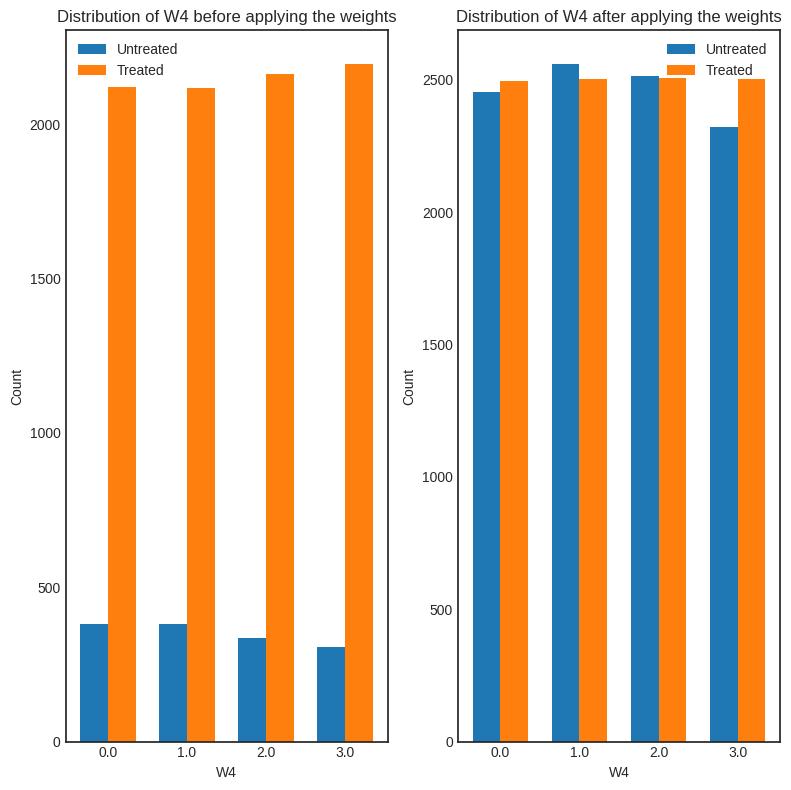 Distribution of W4 before applying the weights
Untreated
Treated
2000
1500
1000
500
0
Count
0.0 1.0 2.0 3.0
W4
Distribution of W4 after applying the weights
Untreated
Treated
2500
2000
1500
1000
500
0
Count
0.0 1.0 2.0 3.0
W4